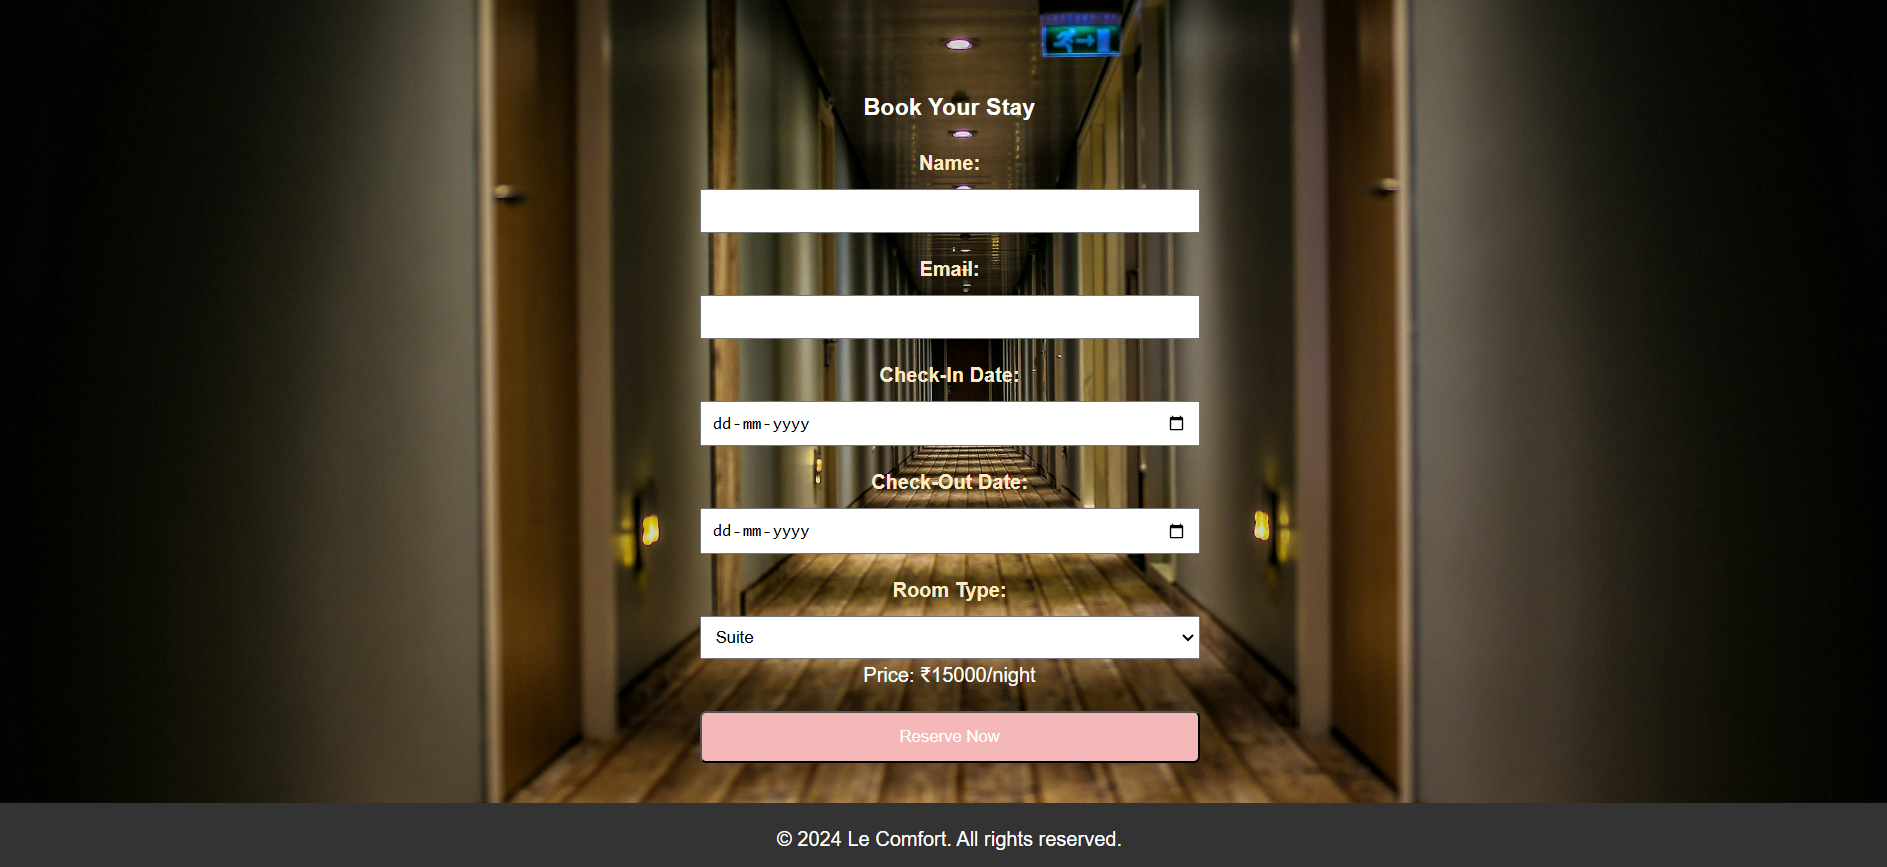 Book Your Stay
Name:
Email:
Check-In Date:
dd-mm-yyyy
Check-Out Date:
dd-mm-yyyy
Room Type:
Suite
Price: ₹15000/night
Reserve Now
© 2024 Le Comfort. All rights reserved.